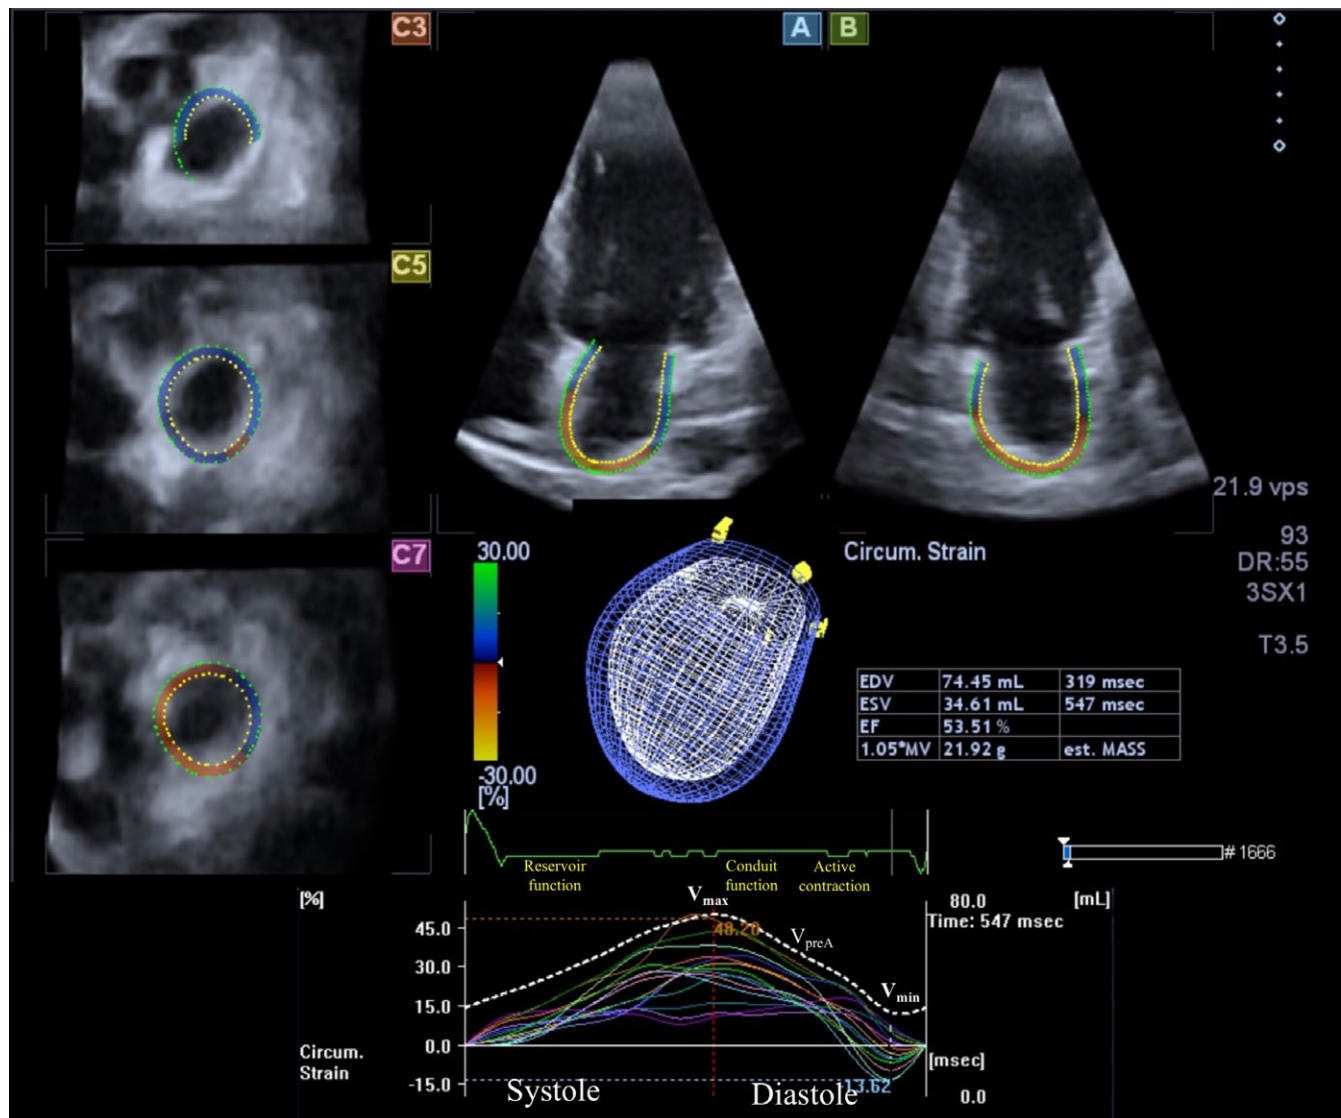 C3
A
B
C5
C7
21.9 vps
93
DR:55
3SX1
T3.5
30.00
-30.00
[%]
Circum. Strain
EDV 74.45 mL 319 msec
ESV 34.61 mL 547 msec
EF 53.51 %
1.05*MV 21.92 g est. MASS
# 1666
Reservoir
function
Conduit
function
Active
contraction
[%]
Vmax
80.0
[mL]
Time: 547 msec
45.0
48.20
VpreA
30.0
Vmin
15.0
0.0
Circum.
Strain
[msec]
-15.0
-13.62
0.0
Systole
Diastole